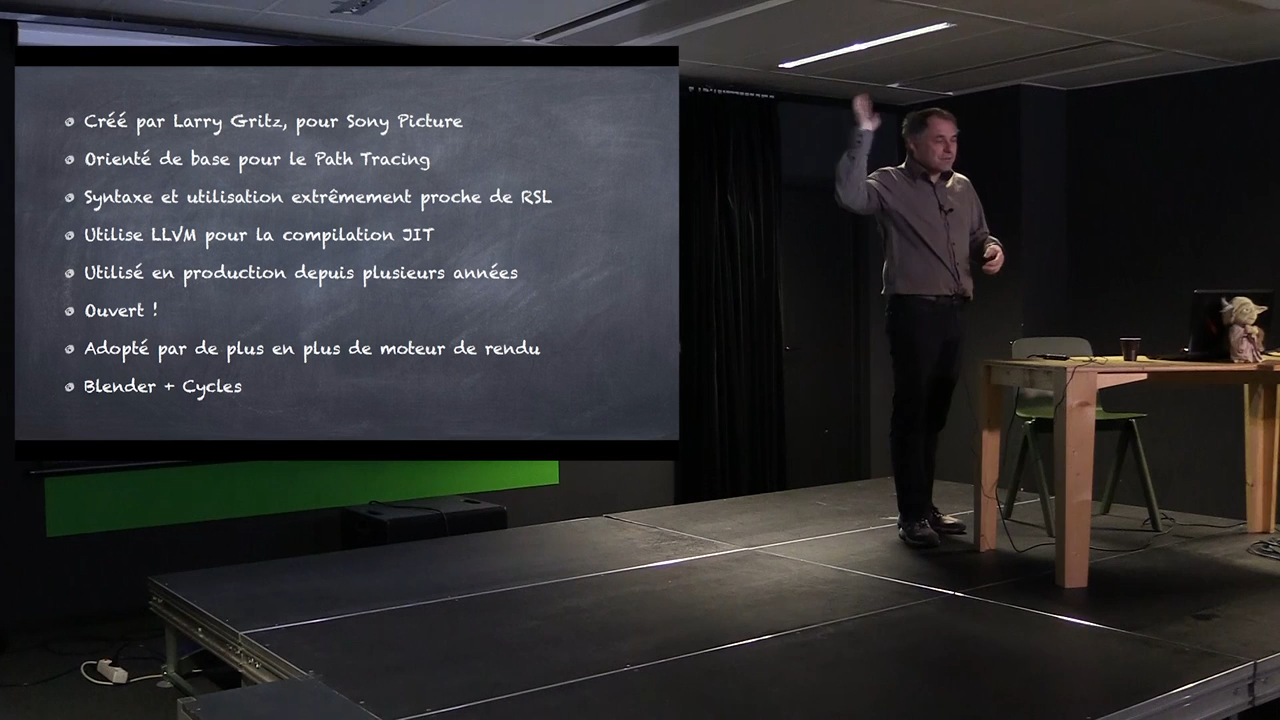 Créé par Larry Gritz, pour Sony Picture
Orienté de base pour le Path Tracing
Syntaxe et utilisation extrêmement proche de RSL
Utilise LLVM pour la compilation JIT
Utilisé en production depuis plusieurs années
Ouvert !
Adopté par de plus en plus de moteur de rendu
Blender + Cycles